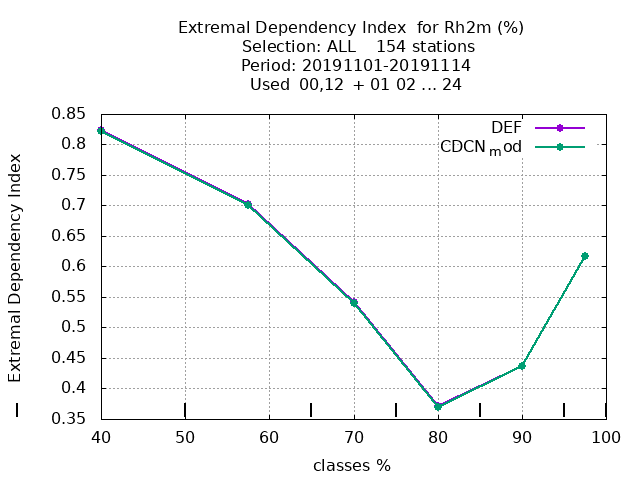 Extremal Dependency Index  for Rh2m (%)
Selection: ALL    154 stations
Period: 20191101-20191114
Used  00,12  + 01 02 ... 24
DEF
CDCN_mod
Extremal Dependency Index
0.85
0.8
0.75
0.7
0.65
0.6
0.55
0.5
0.45
0.4
0.35
40 50 60 70 80 90 100
classes %